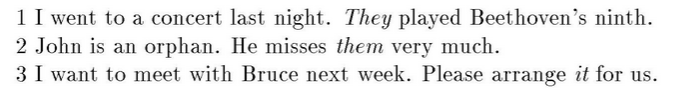 1 I went to a concert last night. They played Beethoven's ninth.
2 John is an orphan. He misses them very much.
3 I want to meet with Bruce next week. Please arrange it for us.